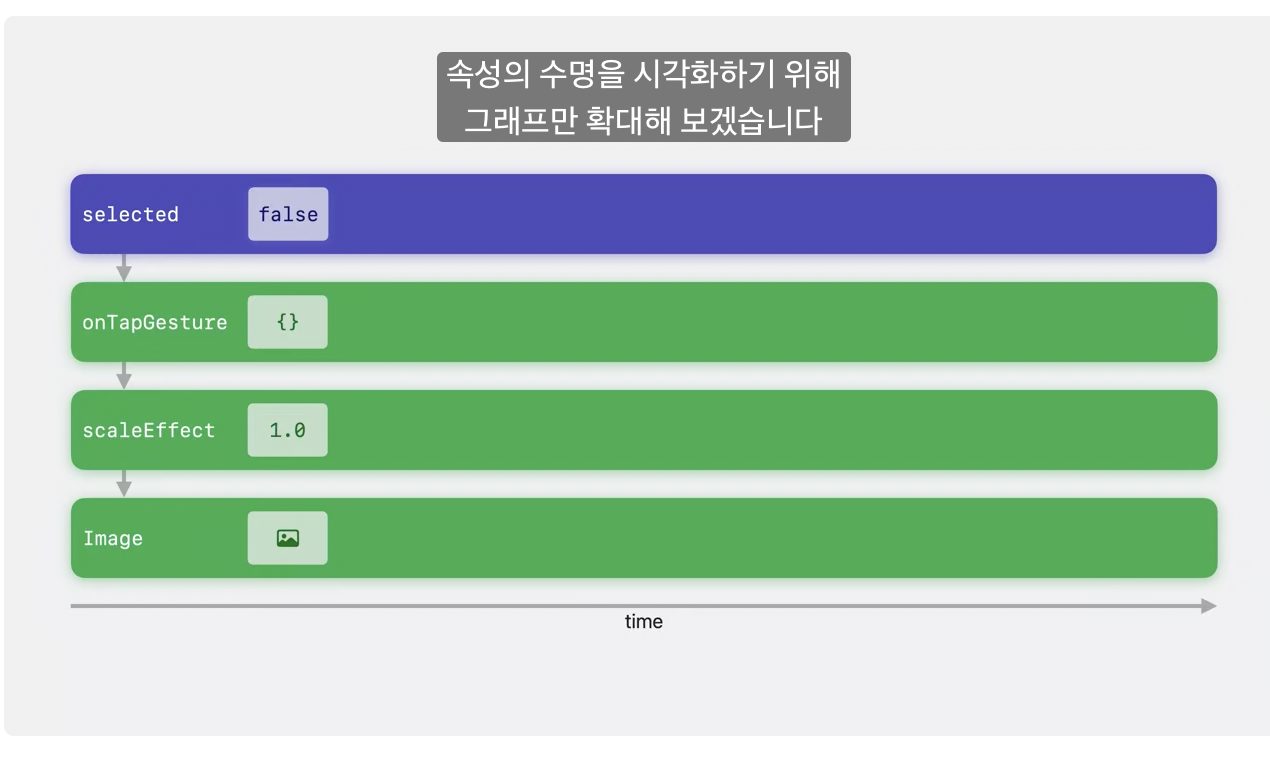 속성의 수명을 시각화하기 위해
그래프만 확대해 보겠습니다
selected false
onTapGesture {}
scaleEffect 1.0
Image
time